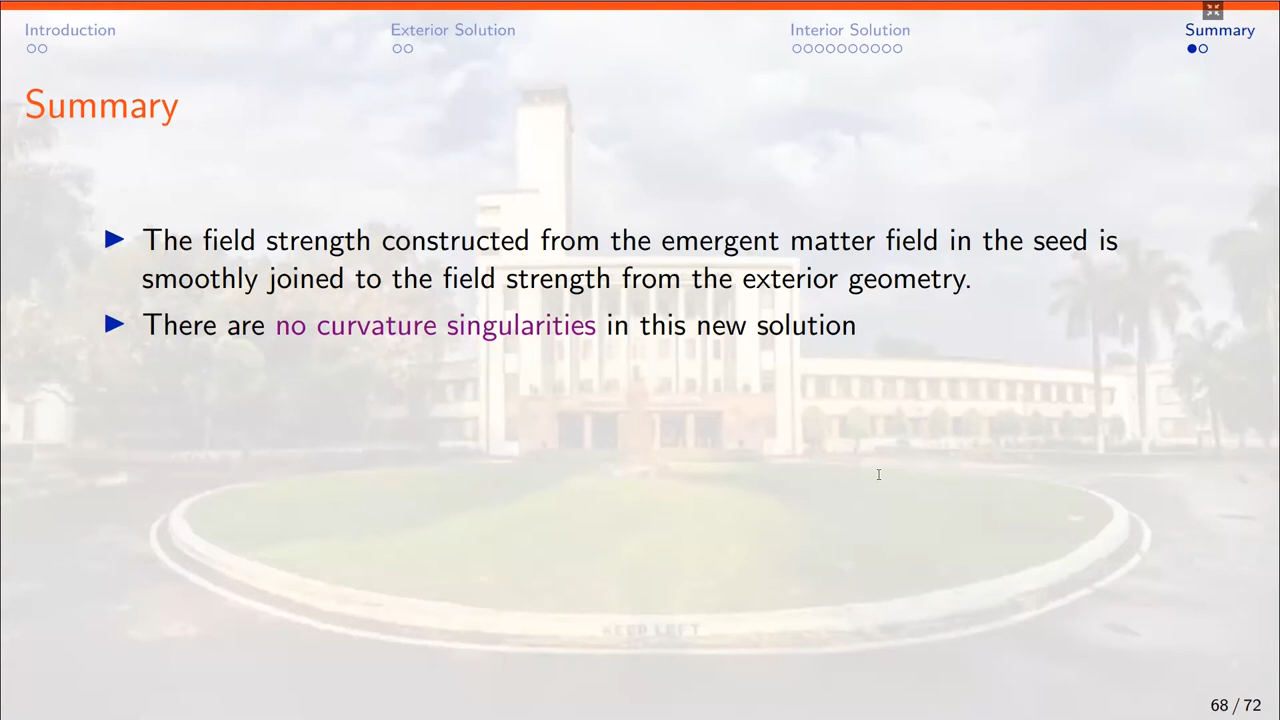 Introduction
Exterior Solution
Interior Solution
Summary
Summary
The field strength constructed from the emergent matter field in the seed is
smoothly joined to the field strength from the exterior geometry.
There are no curvature singularities in this new solution
KEEP LEFT
68 / 72